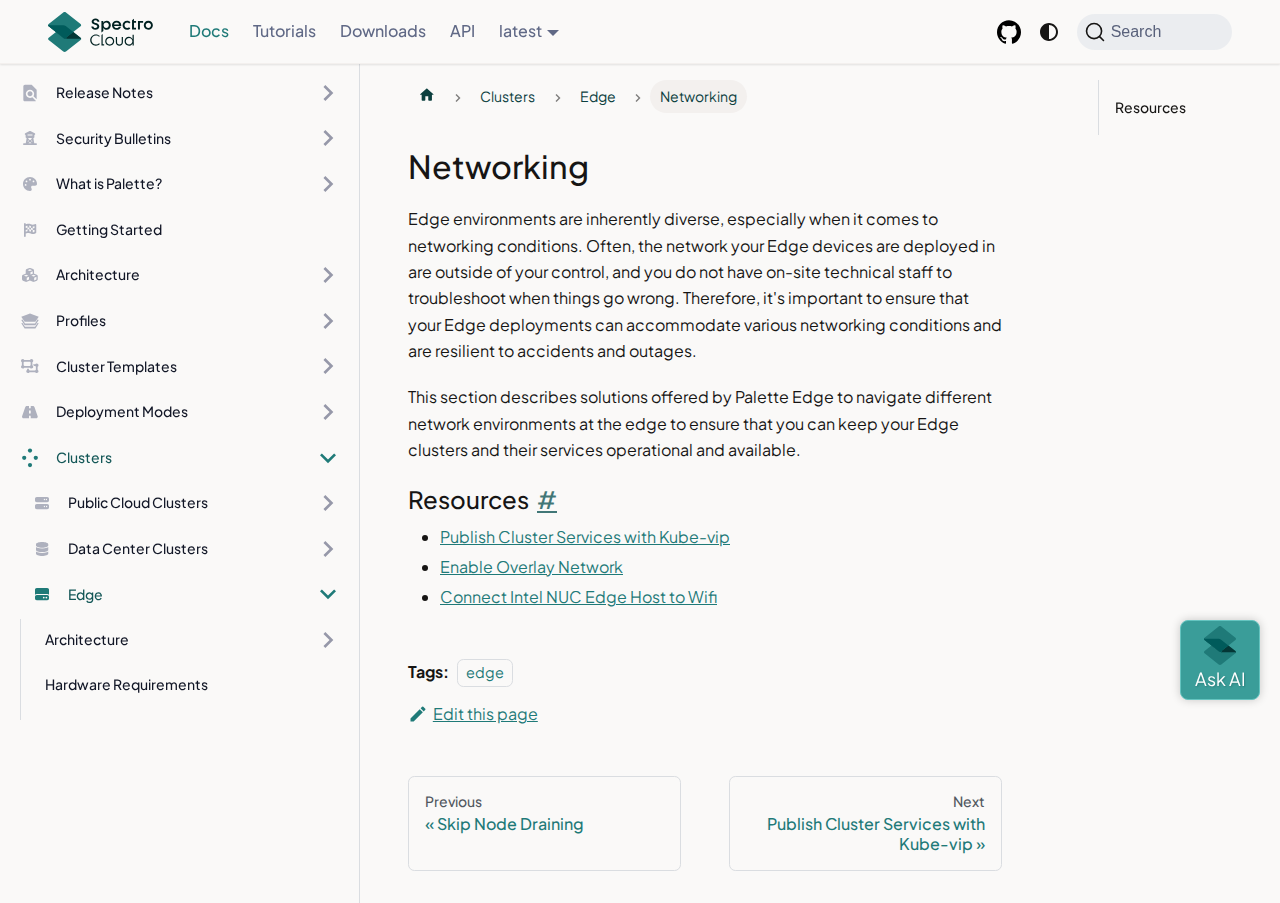 Spectro Cloud
Docs
Tutorials
Downloads
API
latest
Search
Release Notes
Security Bulletins
What is Palette?
Getting Started
Architecture
Profiles
Cluster Templates
Deployment Modes
Clusters
Public Cloud Clusters
Data Center Clusters
Edge
Architecture
Hardware Requirements
Clusters
Edge
Networking
Networking
Edge environments are inherently diverse, especially when it comes to
networking conditions. Often, the network your Edge devices are deployed in
are outside of your control, and you do not have on-site technical staff to
troubleshoot when things go wrong. Therefore, it's important to ensure that
your Edge deployments can accommodate various networking conditions and
are resilient to accidents and outages.
This section describes solutions offered by Palette Edge to navigate different
network environments at the edge to ensure that you can keep your Edge
clusters and their services operational and available.
Resources #
Publish Cluster Services with Kube-vip
Enable Overlay Network
Connect Intel NUC Edge Host to Wifi
Tags: edge
Edit this page
Previous
« Skip Node Draining
Next
Publish Cluster Services with
Kube-vip »
Resources
Ask AI